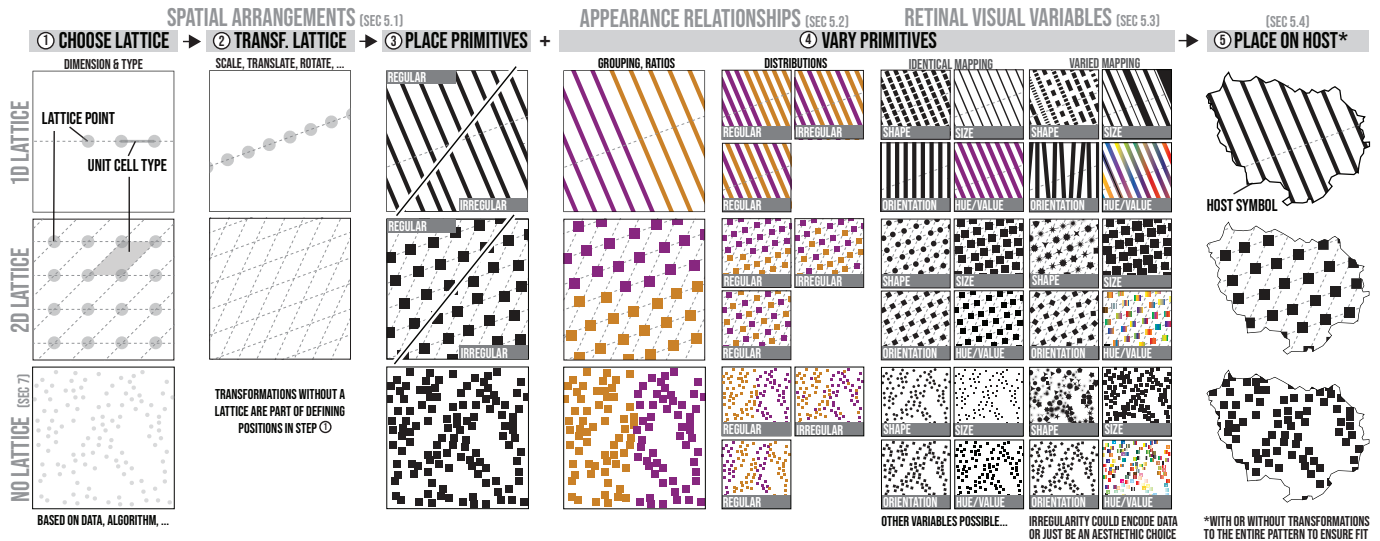 SPATIAL ARRANGEMENTS (SEC 5.1)
APPEARANCE RELATIONSHIPS (SEC 5.2)
RETINAL VISUAL VARIABLES (SEC 5.3)
(SEC 5.4)
① CHOOSE LATTICE
② TRANSF. LATTICE
③ PLACE PRIMITIVES
+
④ VARY PRIMITIVES
⑤ PLACE ON HOST*
DIMENSION & TYPE
SCALE, TRANSLATE, ROTATE, ...
GROUPING, RATIOS
DISTRIBUTIONS
IDENTICAL MAPPING
VARIED MAPPING
1D LATTICE
LATTICE POINT
UNIT CELL TYPE
REGULAR
IRREGULAR
REGULAR
IRREGULAR
REGULAR
SHAPE
SIZE
SHAPE
SIZE
ORIENTATION
HUE/VALUE
ORIENTATION
HUE/VALUE
HOST SYMBOL
2D LATTICE
REGULAR
IRREGULAR
REGULAR
IRREGULAR
REGULAR
SHAPE
SIZE
SHAPE
SIZE
ORIENTATION
HUE/VALUE
ORIENTATION
HUE/VALUE
NO LATTICE (SEC 7)
TRANSFORMATIONS WITHOUT A
LATTICE ARE PART OF DEFINING
POSITIONS IN STEP ①
REGULAR
IRREGULAR
REGULAR
SHAPE
SIZE
SHAPE
SIZE
ORIENTATION
HUE/VALUE
ORIENTATION
HUE/VALUE
BASED ON DATA, ALGORITHM, ...
OTHER VARIABLES POSSIBLE...
IRREGULARITY COULD ENCODE DATA
OR JUST BE AN AESTHETHIC CHOICE
*WITH OR WITHOUT TRANSFORMATIONS
TO THE ENTIRE PATTERN TO ENSURE FIT